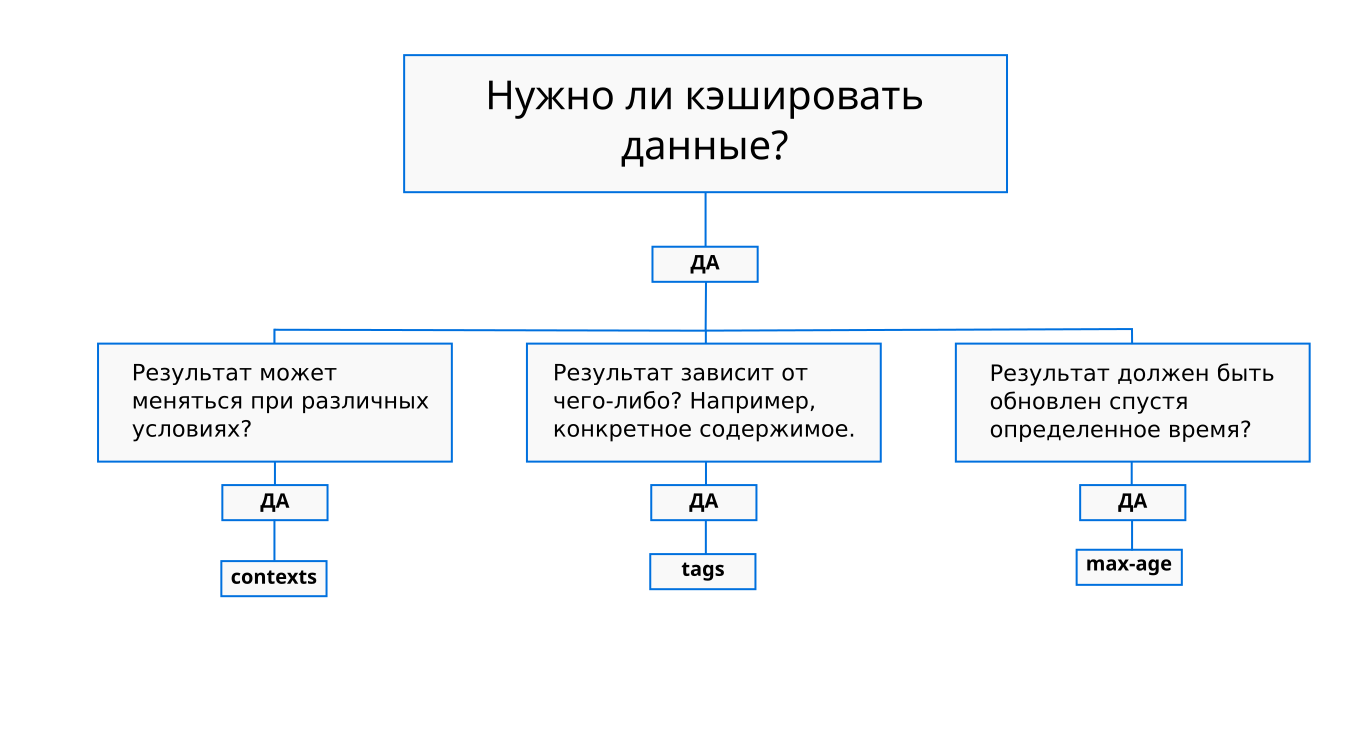 Нужно ли кэшировать
данные?
ДА
Результат может
меняться при различных
условиях?
ДА
contexts
Результат зависит от
чего-либо? Например,
конкретное содержимое.
ДА
tags
Результат должен быть
обновлен спустя
определенное время?
ДА
max-age